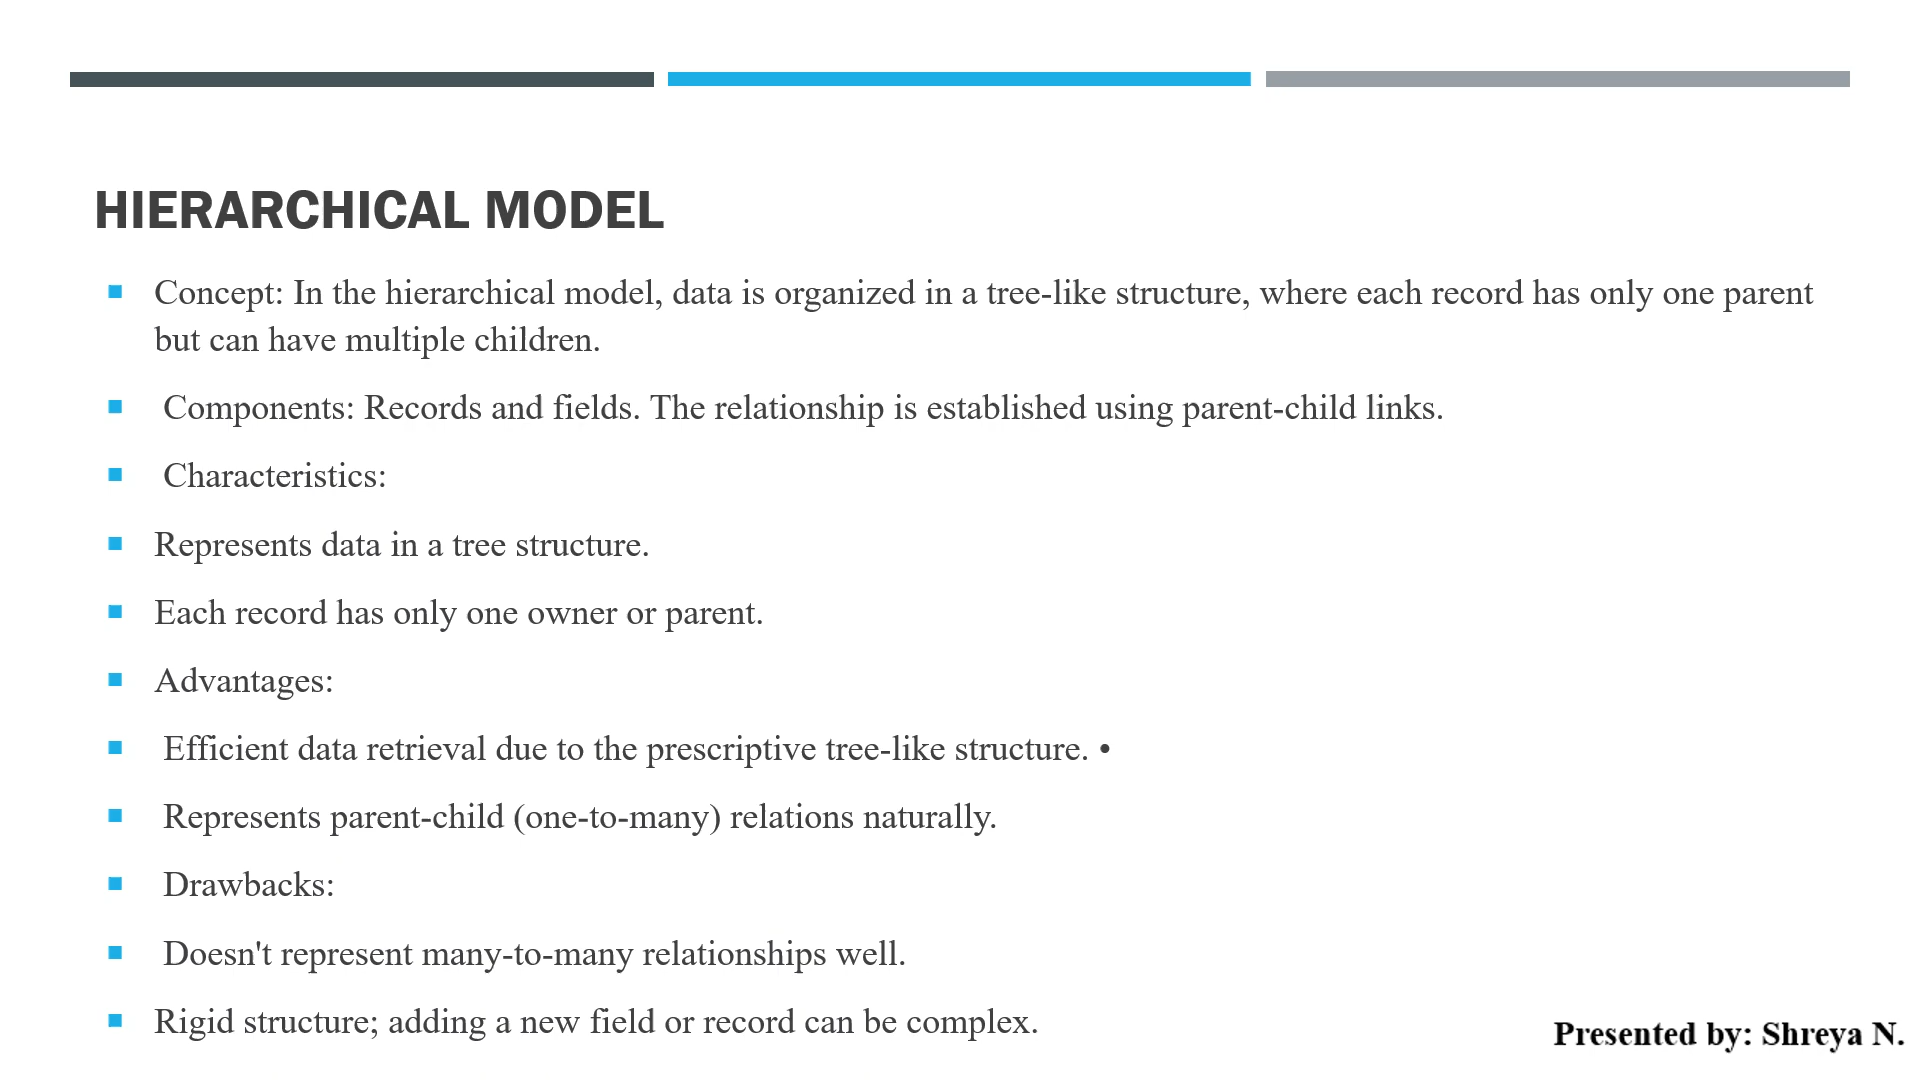 HIERARCHICAL MODEL
▪ Concept: In the hierarchical model, data is organized in a tree-like structure, where each record has only one parent
but can have multiple children.
▪ Components: Records and fields. The relationship is established using parent-child links.
▪ Characteristics:
▪ Represents data in a tree structure.
▪ Each record has only one owner or parent.
▪ Advantages:
▪ Efficient data retrieval due to the prescriptive tree-like structure. •
▪ Represents parent-child (one-to-many) relations naturally.
▪ Drawbacks:
▪ Doesn't represent many-to-many relationships well.
▪ Rigid structure; adding a new field or record can be complex.
Presented by: Shreya N.